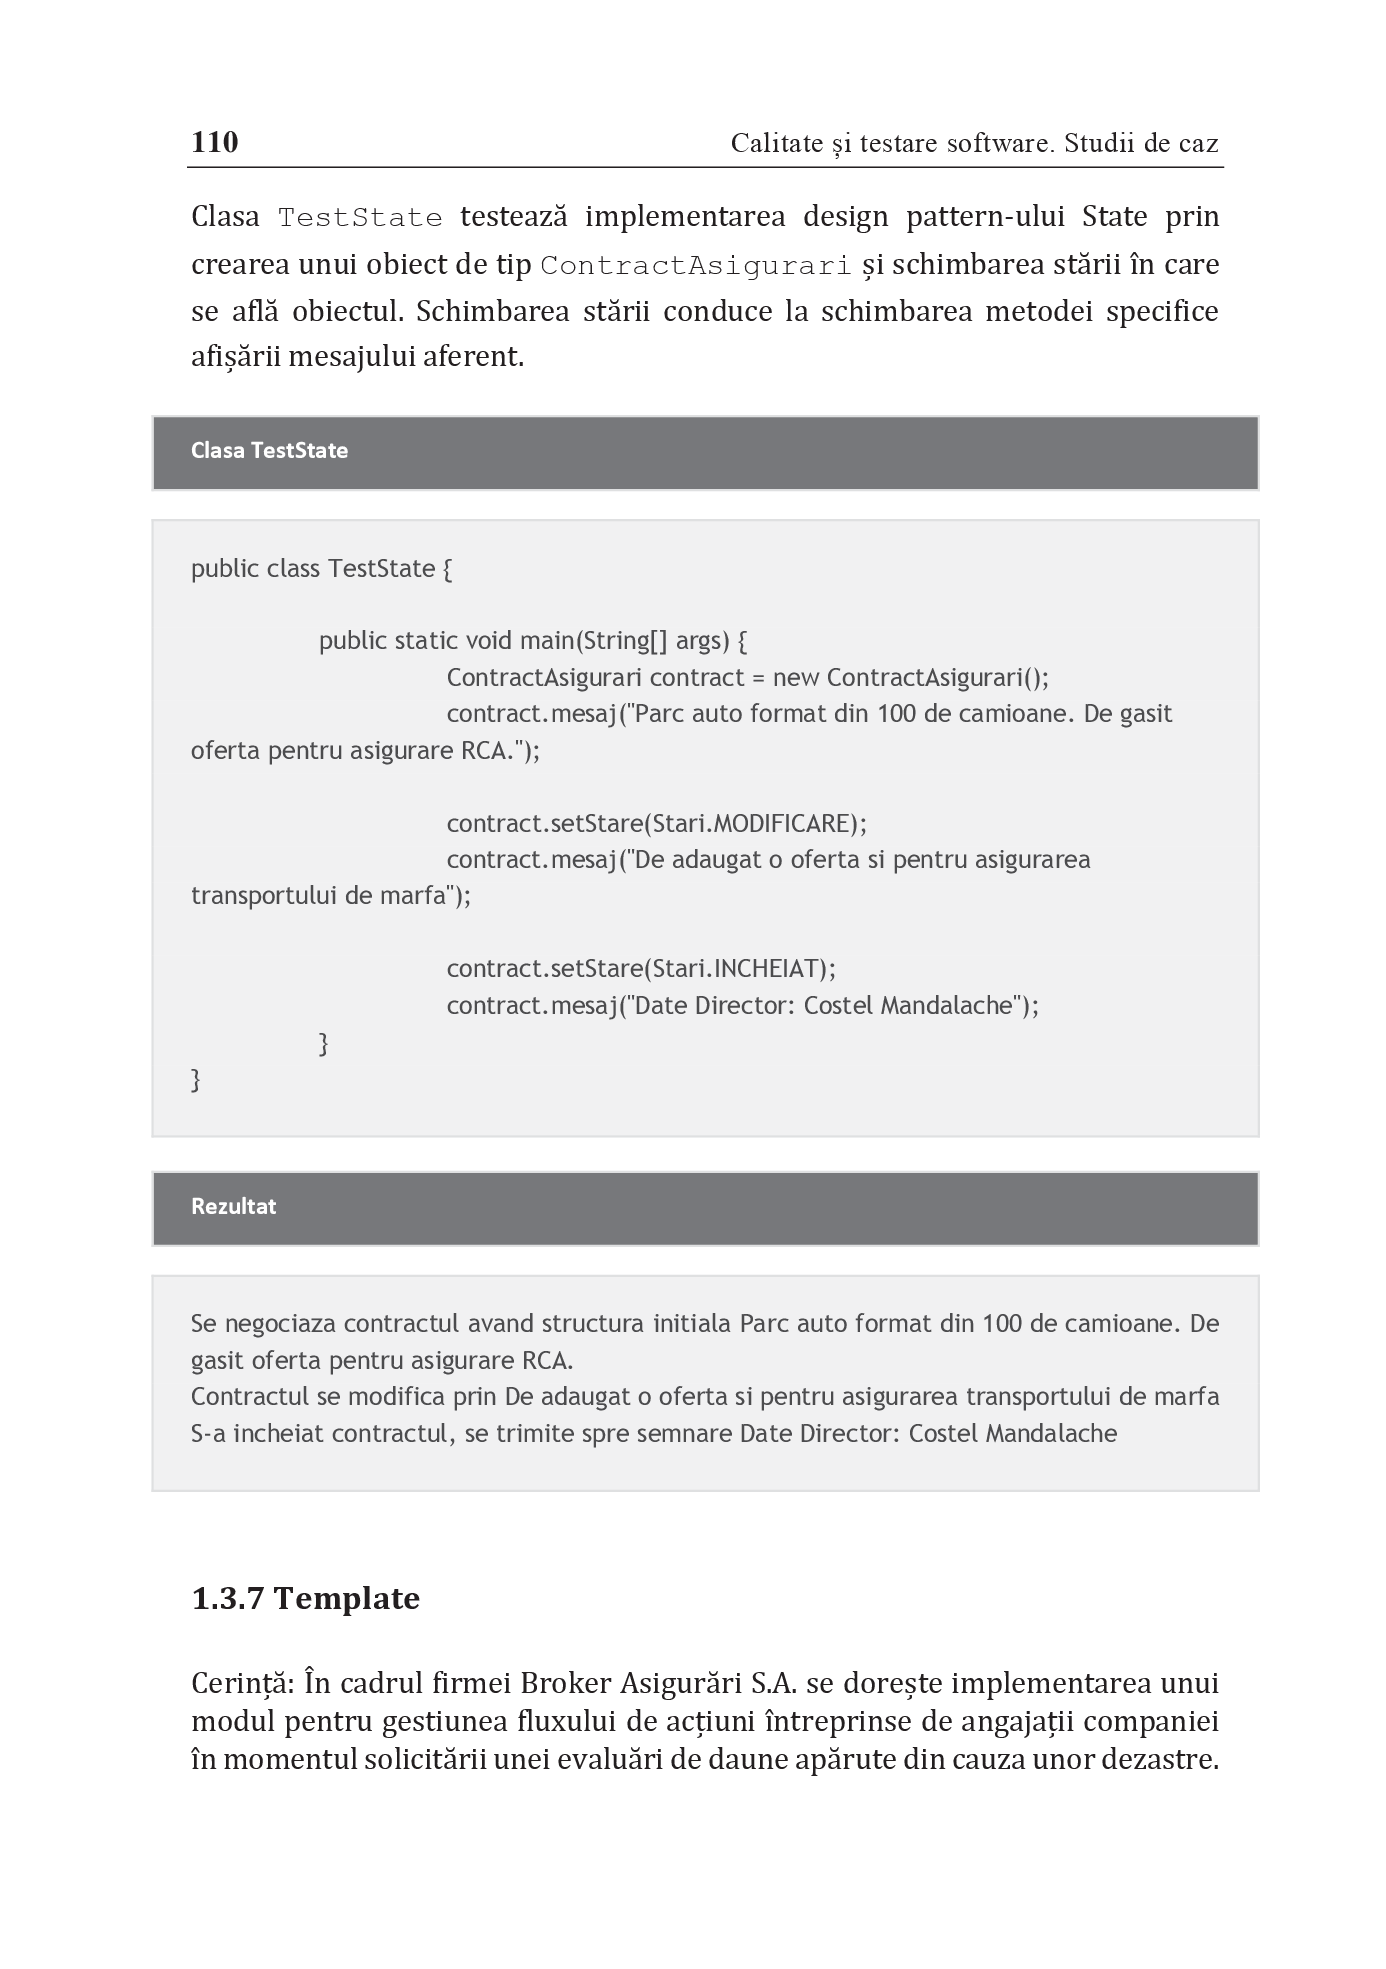 110 Calitate și testare software. Studii de caz
Clasa TestState testează implementarea design pattern-ului State prin
crearea unui obiect de tip ContractAsigurari și schimbarea stării în care
se află obiectul. Schimbarea stării conduce la schimbarea metodei specifice
afișării mesajului aferent.
Clasa TestState
public class TestState {
public static void main(String[] args) {
ContractAsigurari contract = new ContractAsigurari();
contract.mesaj("Parc auto format din 100 de camioane. De gasit
oferta pentru asigurare RCA.");
contract.setStare(Stari.MODIFICARE);
contract.mesaj("De adaugat o oferta si pentru asigurarea
transportului de marfa");
contract.setStare(Stari.INCHEIAT);
contract.mesaj("Date Director: Costel Mandalache");
}
}
Rezultat
Se negociaza contractul avand structura initiala Parc auto format din 100 de camioane. De
gasit oferta pentru asigurare RCA.
Contractul se modifica prin De adaugat o oferta si pentru asigurarea transportului de marfa
S-a incheiat contractul, se trimite spre semnare Date Director: Costel Mandalache
1.3.7 Template
Cerință: În cadrul firmei Broker Asigurări S.A. se dorește implementarea unui
modul pentru gestiunea fluxului de acțiuni întreprinse de angajații companiei
în momentul solicitării unei evaluări de daune apărute din cauza unor dezastre.